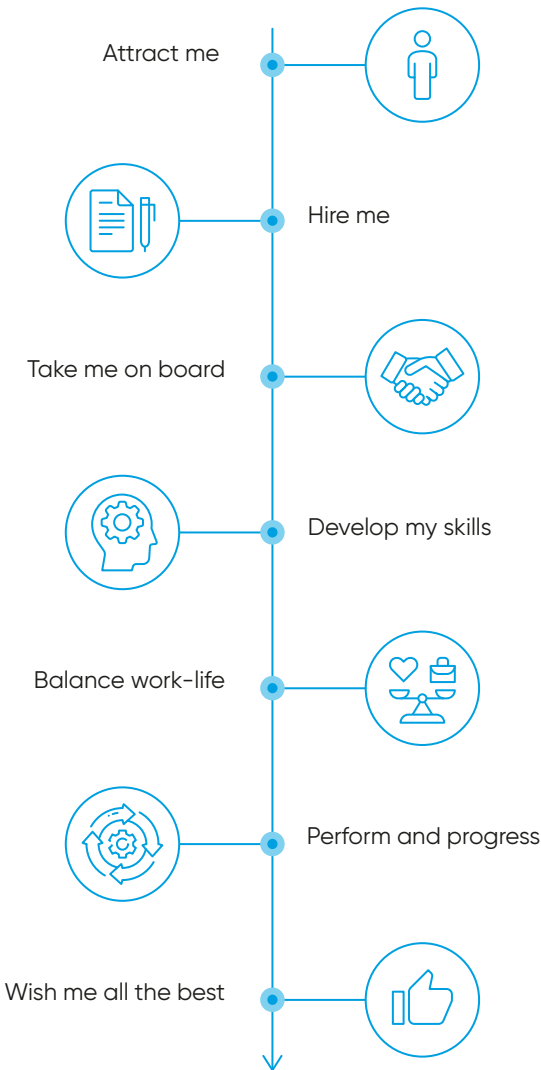 Attract me
Hire me
Take me on board
Develop my skills
Balance work-life
Perform and progress
Wish me all the best